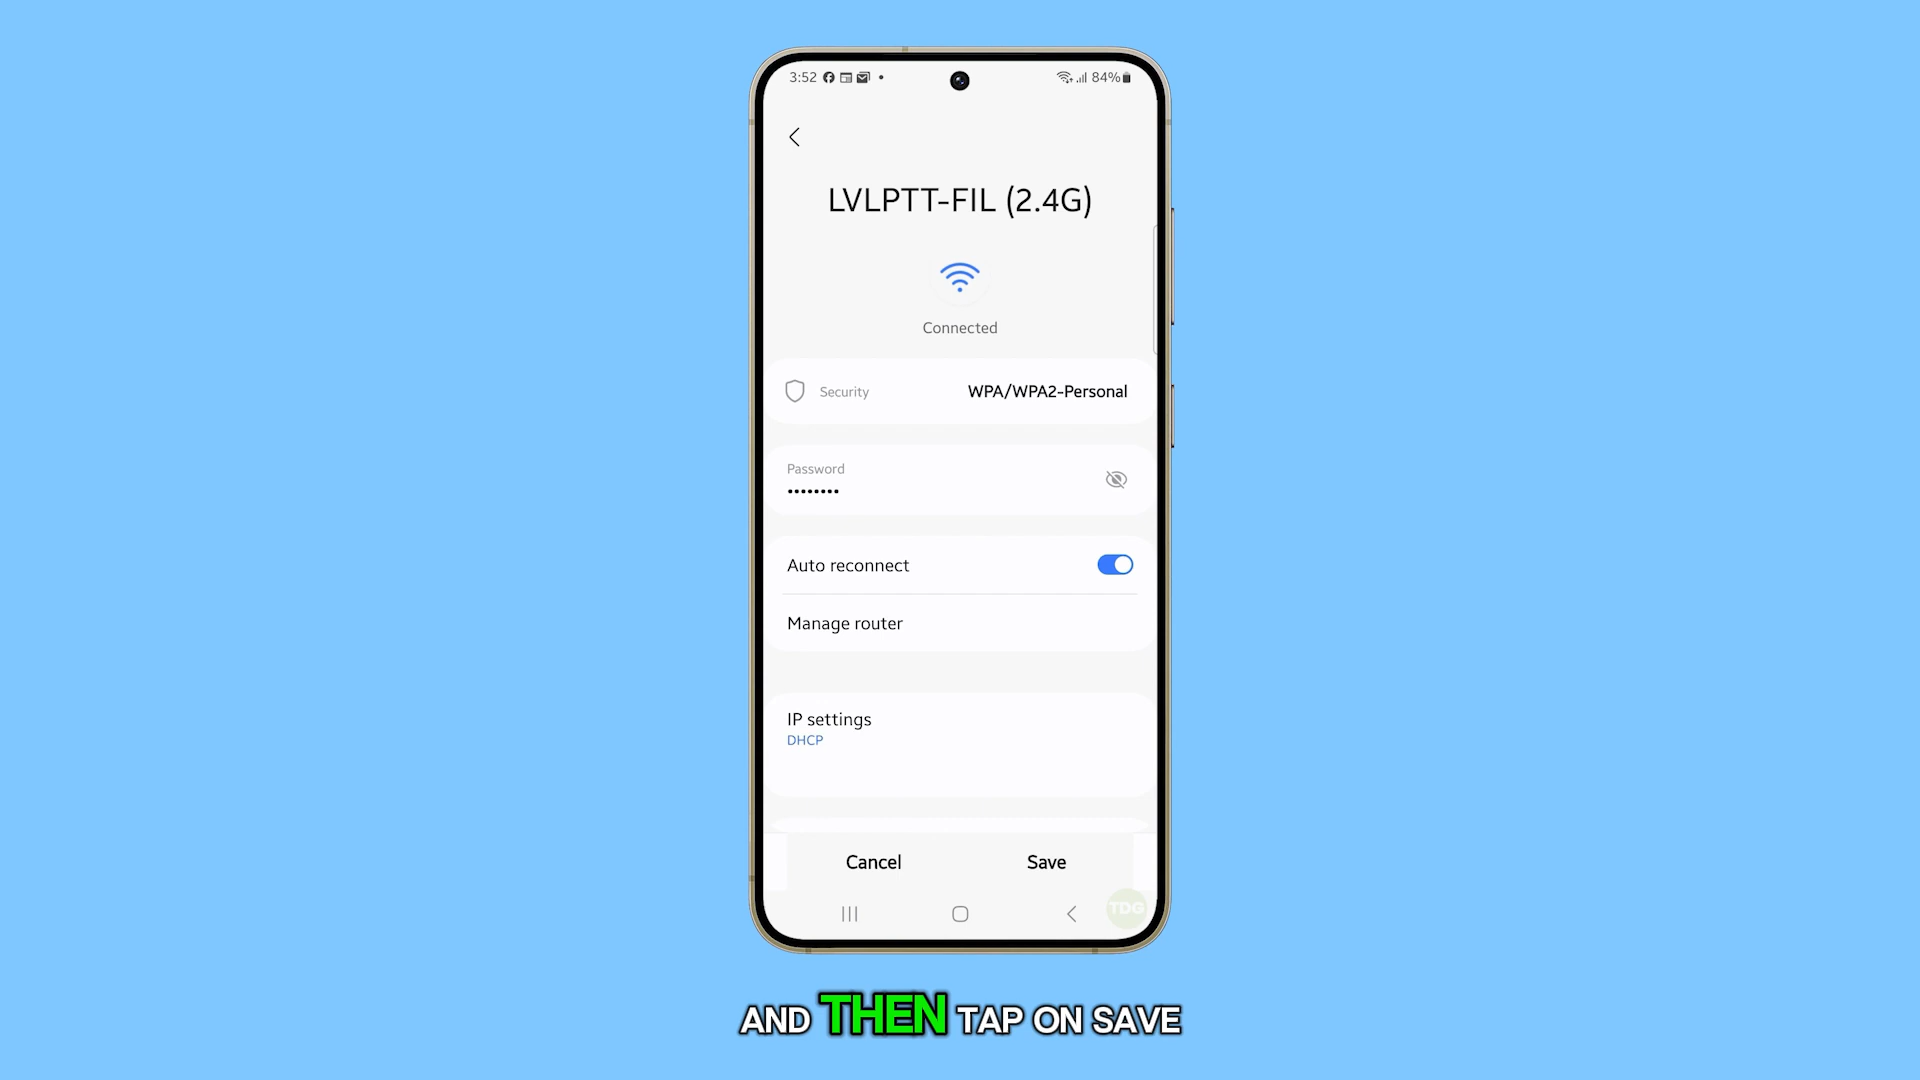 3:52
84%
LVLPTT-FIL (2.4G)
Connected
Security
WPA/WPA2-Personal
Password
••••••••
Auto reconnect
Manage router
IP settings
DHCP
Cancel
Save
TDG
AND THEN TAP ON SAVE